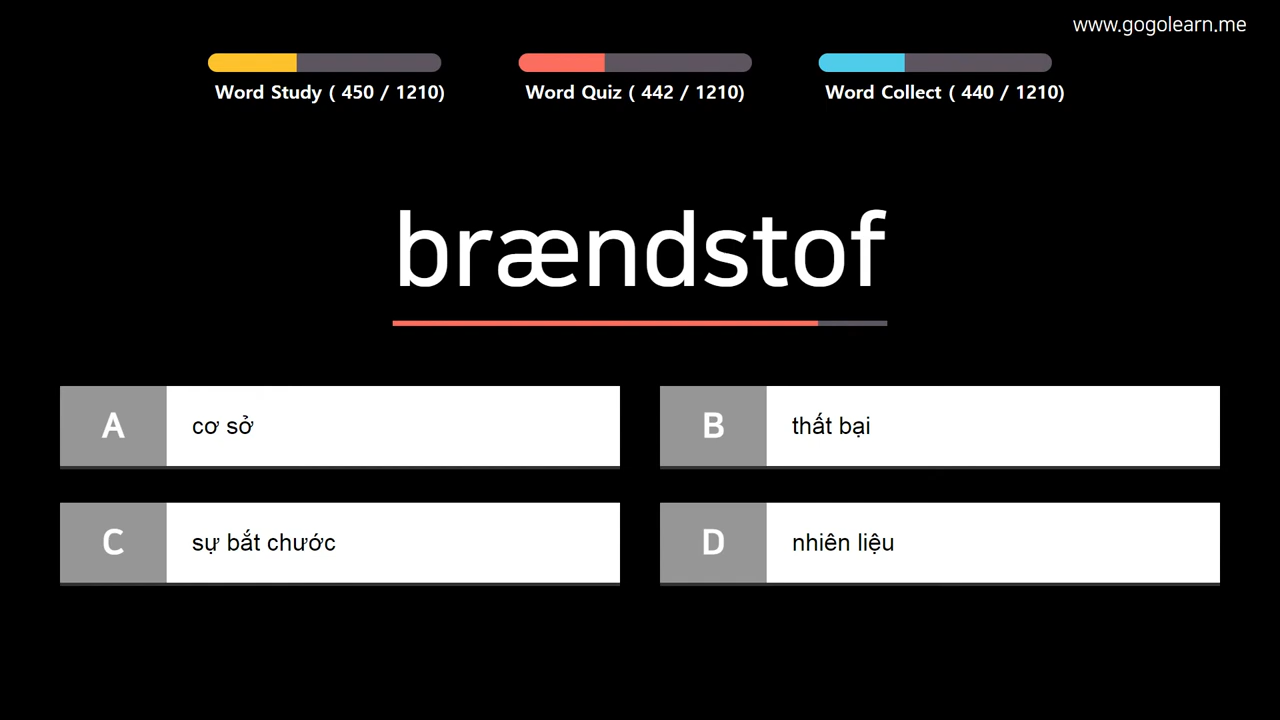 www.gogolearn.me
Word Study ( 450 / 1210)
Word Quiz ( 442 / 1210)
Word Collect ( 440 / 1210)
brændstof
A cơ sở
B thất bại
C sự bắt chước
D nhiên liệu